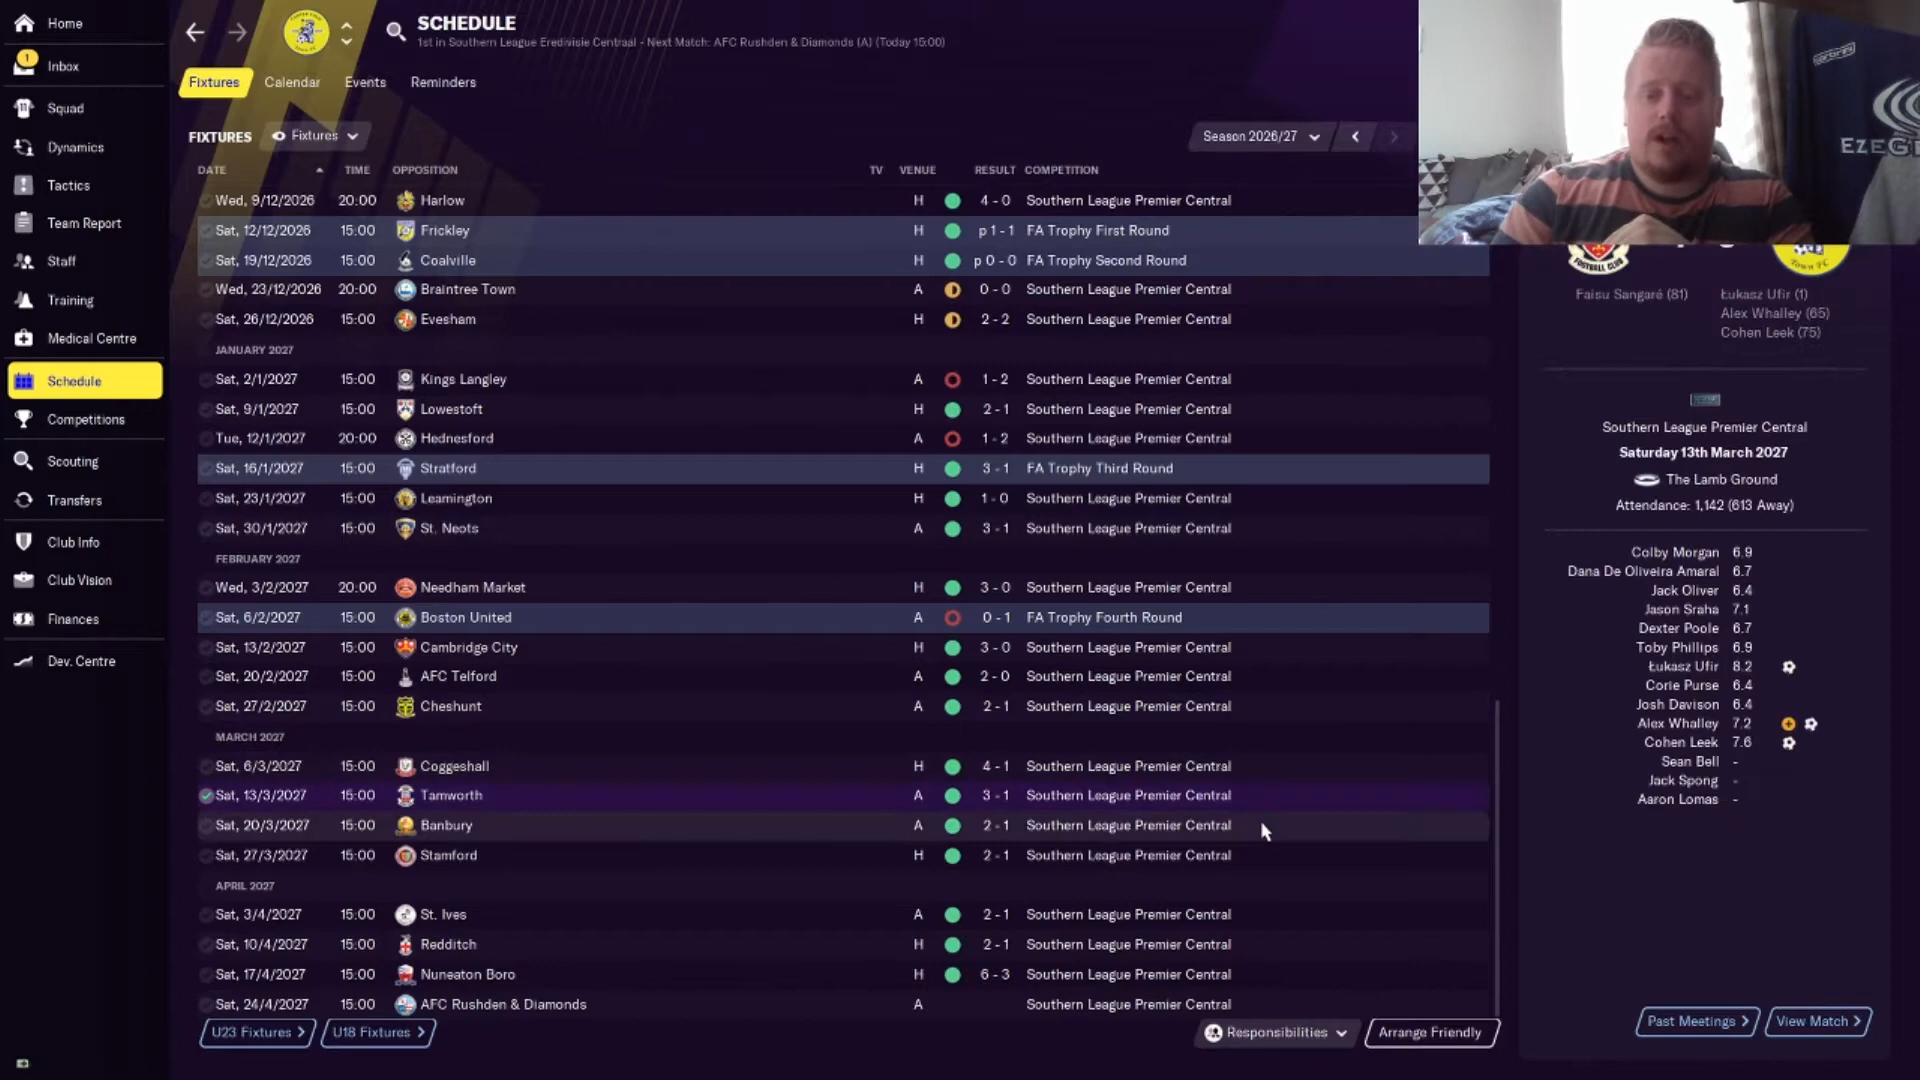 Home
1
Inbox
Squad
Dynamics
Tactics
Team Report
Staff
Training
Medical Centre
Schedule
Competitions
Scouting
Transfers
Club Info
Club Vision
Finances
Dev. Centre
SCHEDULE
1st in Southern League Eredivisie Centraal - Next Match: AFC Rushden & Diamonds (A) (Today 15:00)
Fixtures Calendar Events Reminders
FIXTURES Fixtures Season 2026/27
DATE TIME OPPOSITION TV VENUE RESULT COMPETITION
Wed, 9/12/2026 20:00 Harlow H 4 - 0 Southern League Premier Central
Sat, 12/12/2026 15:00 Frickley H p 1 - 1 FA Trophy First Round
Sat, 19/12/2026 15:00 Coalville H p 0 - 0 FA Trophy Second Round
Wed, 23/12/2026 20:00 Braintree Town A 0 - 0 Southern League Premier Central
Sat, 26/12/2026 15:00 Evesham H 2 - 2 Southern League Premier Central
JANUARY 2027
Sat, 2/1/2027 15:00 Kings Langley A 1 - 2 Southern League Premier Central
Sat, 9/1/2027 15:00 Lowestoft H 2 - 1 Southern League Premier Central
Tue, 12/1/2027 20:00 Hednesford A 1 - 2 Southern League Premier Central
Sat, 16/1/2027 15:00 Stratford H 3 - 1 FA Trophy Third Round
Sat, 23/1/2027 15:00 Leamington H 1 - 0 Southern League Premier Central
Sat, 30/1/2027 15:00 St. Neots A 3 - 1 Southern League Premier Central
FEBRUARY 2027
Wed, 3/2/2027 20:00 Needham Market H 3 - 0 Southern League Premier Central
Sat, 6/2/2027 15:00 Boston United A 0 - 1 FA Trophy Fourth Round
Sat, 13/2/2027 15:00 Cambridge City H 3 - 0 Southern League Premier Central
Sat, 20/2/2027 15:00 AFC Telford A 2 - 0 Southern League Premier Central
Sat, 27/2/2027 15:00 Cheshunt A 2 - 1 Southern League Premier Central
MARCH 2027
Sat, 6/3/2027 15:00 Coggeshall H 4 - 1 Southern League Premier Central
Sat, 13/3/2027 15:00 Tamworth A 3 - 1 Southern League Premier Central
Sat, 20/3/2027 15:00 Banbury A 2 - 1 Southern League Premier Central
Sat, 27/3/2027 15:00 Stamford H 2 - 1 Southern League Premier Central
APRIL 2027
Sat, 3/4/2027 15:00 St. Ives A 2 - 1 Southern League Premier Central
Sat, 10/4/2027 15:00 Redditch H 2 - 1 Southern League Premier Central
Sat, 17/4/2027 15:00 Nuneaton Boro H 6 - 3 Southern League Premier Central
Sat, 24/4/2027 15:00 AFC Rushden & Diamonds A Southern League Premier Central
U23 Fixtures U18 Fixtures Responsibilities Arrange Friendly
FOOTBALL CLUB Town FC
Faisu Sangaré (81) Łukasz Ufir (1)
Alex Whalley (65)
Cohen Leek (75)
Southern League Premier Central
Saturday 13th March 2027
The Lamb Ground
Attendance: 1,142 (613 Away)
Colby Morgan 6.9
Dana De Oliveira Amaral 6.7
Jack Oliver 6.4
Jason Sraha 7.1
Dexter Poole 6.7
Toby Phillips 6.9
Łukasz Ufir 8.2
Corie Purse 6.4
Josh Davison 6.4
Alex Whalley 7.2
Cohen Leek 7.6
Sean Bell -
Jack Spong -
Aaron Lomas -
Past Meetings View Match